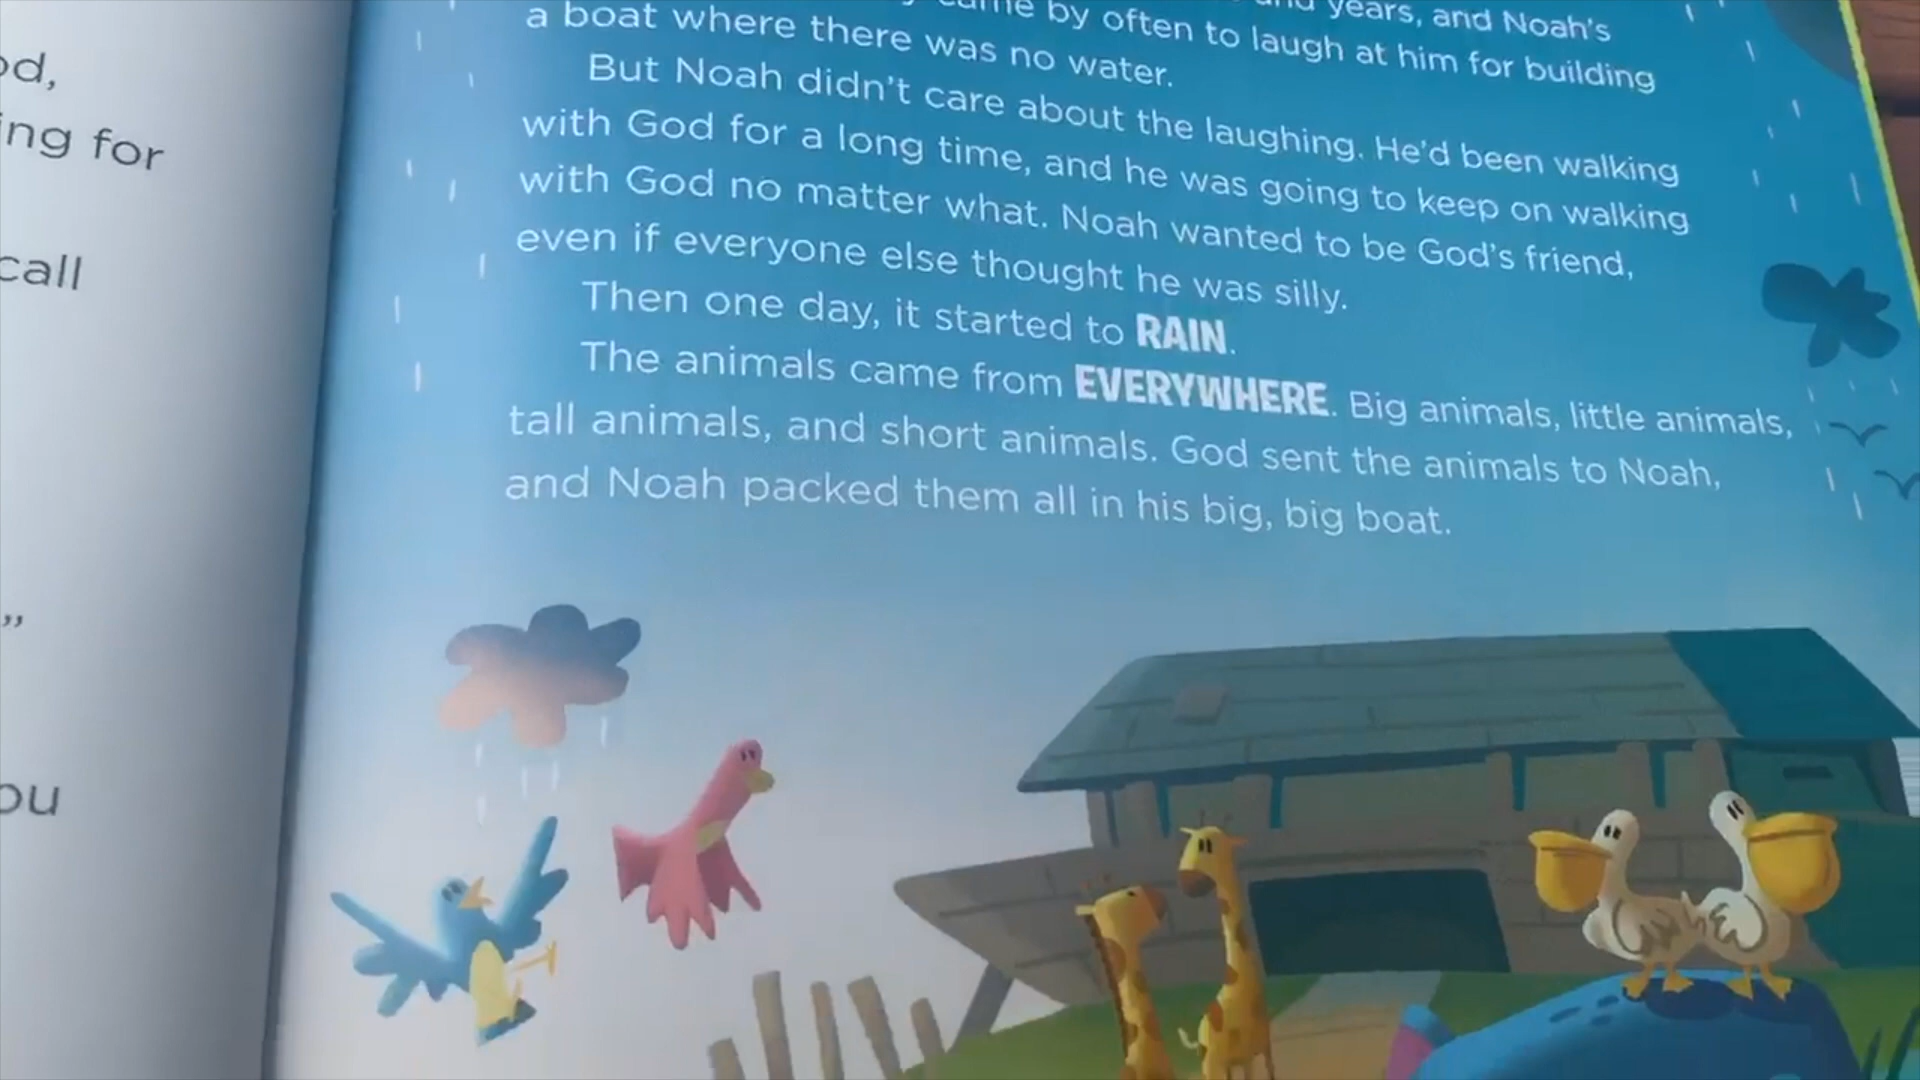 od,
ing for
call
”
ou
came by often to laugh at him for building
years, and Noah's
a boat where there was no water.
But Noah didn't care about the laughing. He'd been walking
with God for a long time, and he was going to keep on walking
with God no matter what. Noah wanted to be God's friend,
even if everyone else thought he was silly.
Then one day, it started to RAIN.
The animals came from EVERYWHERE. Big animals, little animals,
tall animals, and short animals. God sent the animals to Noah,
and Noah packed them all in his big, big boat.